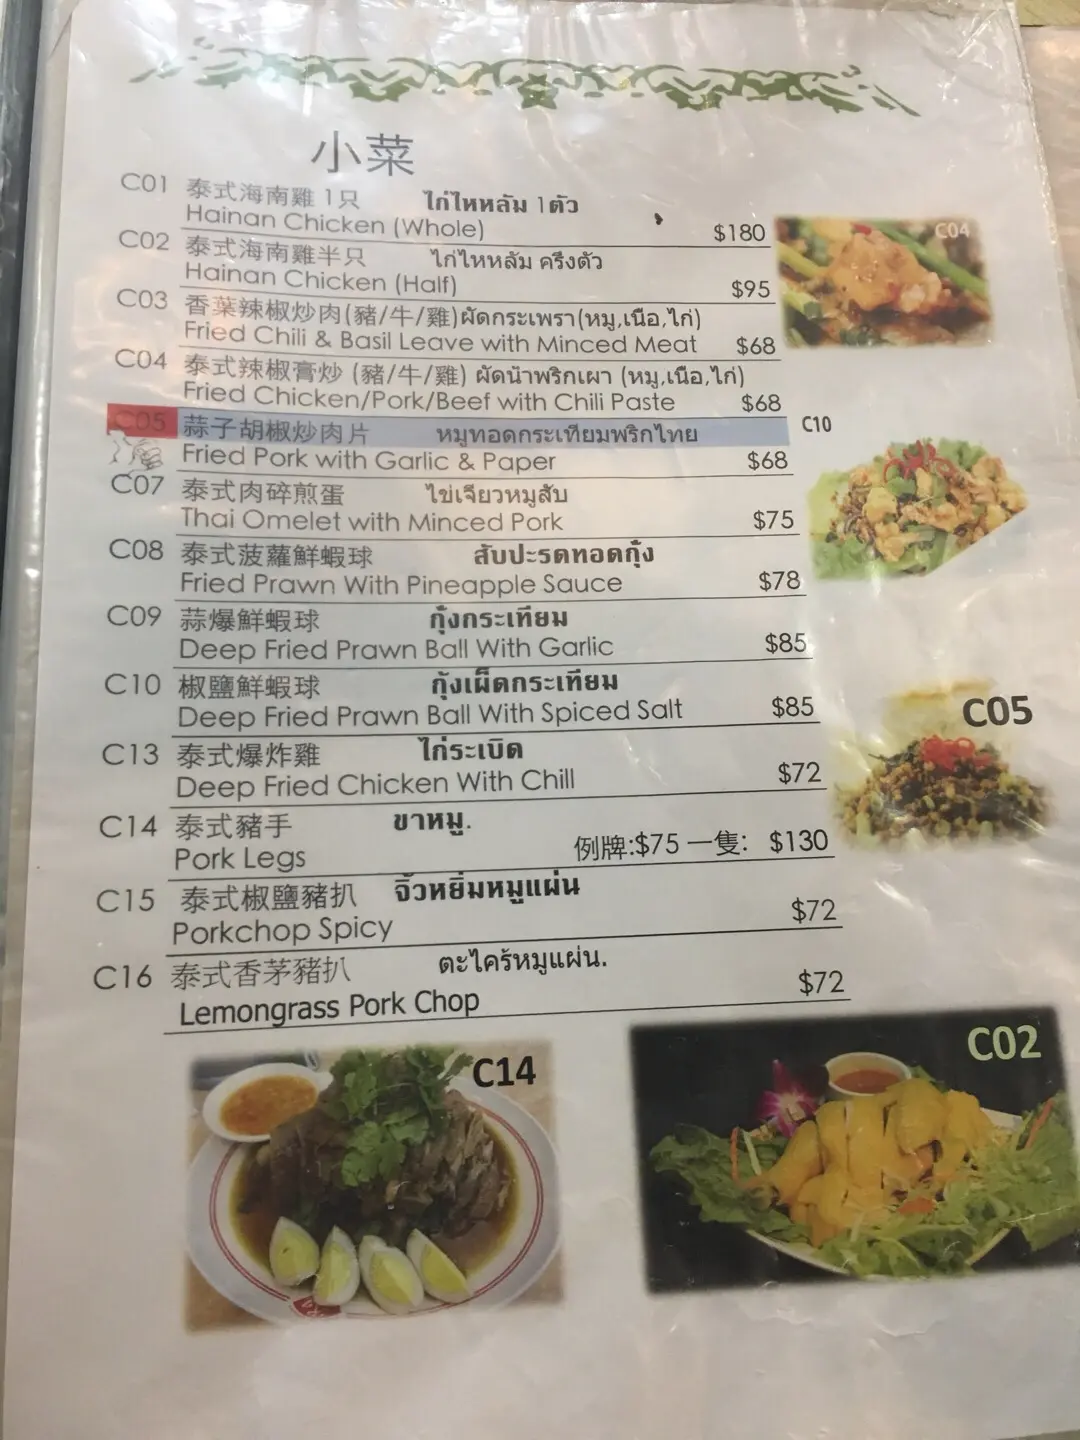 小菜
C01 泰式海南雞 1只 ไก่ไหหลัม 1ตัว
Hainan Chicken (Whole) $180
C02 泰式海南雞半只 ไก่ไหหลัม ครึ่งตัว
Hainan Chicken (Half) $95
C03 香葉辣椒炒肉(豬/牛/雞)ผัดกระเพรา(หมู,เนื้อ,ไก่)
Fried Chili & Basil Leave with Minced Meat $68
C04 泰式辣椒膏炒 (豬/牛/雞) ผัดน้ำพริกเผา (หมู,เนื้อ,ไก่)
Fried Chicken/Pork/Beef with Chili Paste $68
C05 蒜子胡椒炒肉片 หมูทอดกระเทียมพริกไทย
Fried Pork with Garlic & Paper $68
C07 泰式肉碎煎蛋 ไข่เจียวหมูสับ
Thai Omelet with Minced Pork $75
C08 泰式菠蘿鮮蝦球 สับปะรดทอดกุ้ง
Fried Prawn With Pineapple Sauce $78
C09 蒜爆鮮蝦球 กุ้งกระเทียม
Deep Fried Prawn Ball With Garlic $85
C10 椒鹽鮮蝦球 กุ้งเผ็ดกระเทียม
Deep Fried Prawn Ball With Spiced Salt $85
C13 泰式爆炸雞 ไก่ระเบิด
Deep Fried Chicken With Chill $72
C14 泰式豬手 ขาหมู.
Pork Legs 例牌:$75 一隻: $130
C15 泰式椒鹽豬扒 จิ้วหยิ่มหมูแผ่น
Porkchop Spicy $72
C16 泰式香茅豬扒 ตะไคร้หมูแผ่น.
Lemongrass Pork Chop $72
C04
C10
C05
C14
C02